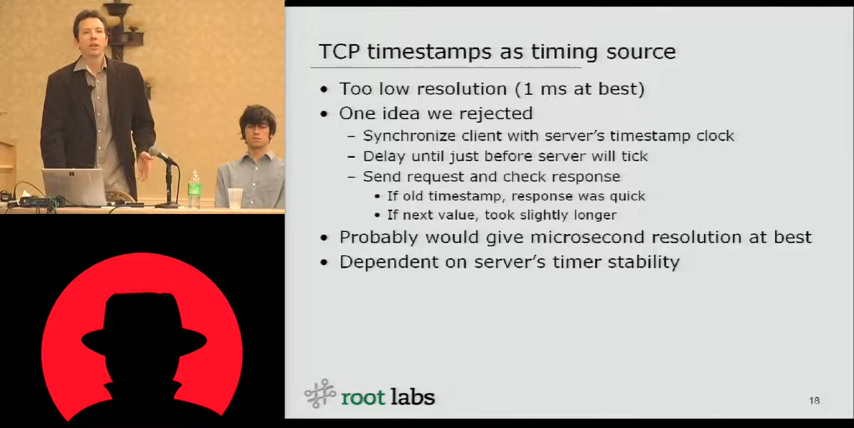 TCP timestamps as timing source
• Too low resolution (1 ms at best)
• One idea we rejected
– Synchronize client with server's timestamp clock
– Delay until just before server will tick
– Send request and check response
• If old timestamp, response was quick
• If next value, took slightly longer
• Probably would give microsecond resolution at best
• Dependent on server's timer stability
root labs
18